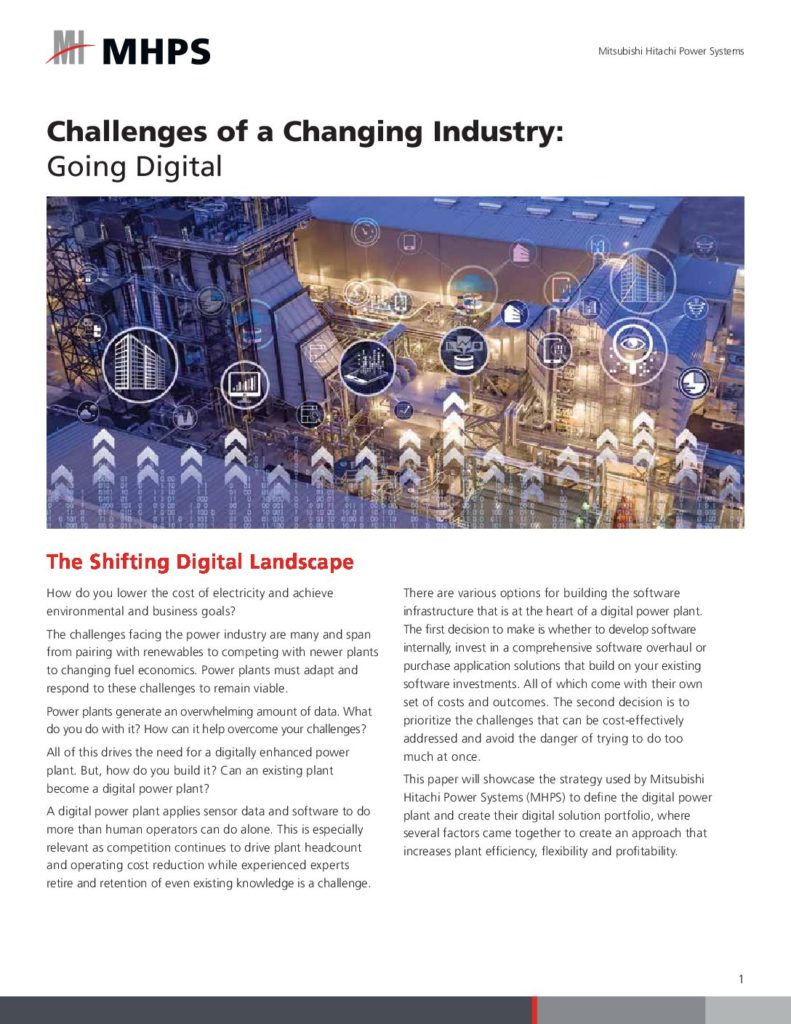 MHPS
Mitsubishi Hitachi Power Systems
Challenges of a Changing Industry:
Going Digital
The Shifting Digital Landscape
How do you lower the cost of electricity and achieve
environmental and business goals?
The challenges facing the power industry are many and span
from pairing with renewables to competing with newer plants
to changing fuel economics. Power plants must adapt and
respond to these challenges to remain viable.
Power plants generate an overwhelming amount of data. What
do you do with it? How can it help overcome your challenges?
All of this drives the need for a digitally enhanced power
plant. But, how do you build it? Can an existing plant
become a digital power plant?
A digital power plant applies sensor data and software to do
more than human operators can do alone. This is especially
relevant as competition continues to drive plant headcount
and operating cost reduction while experienced experts
retire and retention of even existing knowledge is a challenge.
There are various options for building the software
infrastructure that is at the heart of a digital power plant.
The first decision to make is whether to develop software
internally, invest in a comprehensive software overhaul or
purchase application solutions that build on your existing
software investments. All of which come with their own
set of costs and outcomes. The second decision is to
prioritize the challenges that can be cost-effectively
addressed and avoid the danger of trying to do too
much at once.
This paper will showcase the strategy used by Mitsubishi
Hitachi Power Systems (MHPS) to define the digital power
plant and create their digital solution portfolio, where
several factors came together to create an approach that
increases plant efficiency, flexibility and profitability.
1